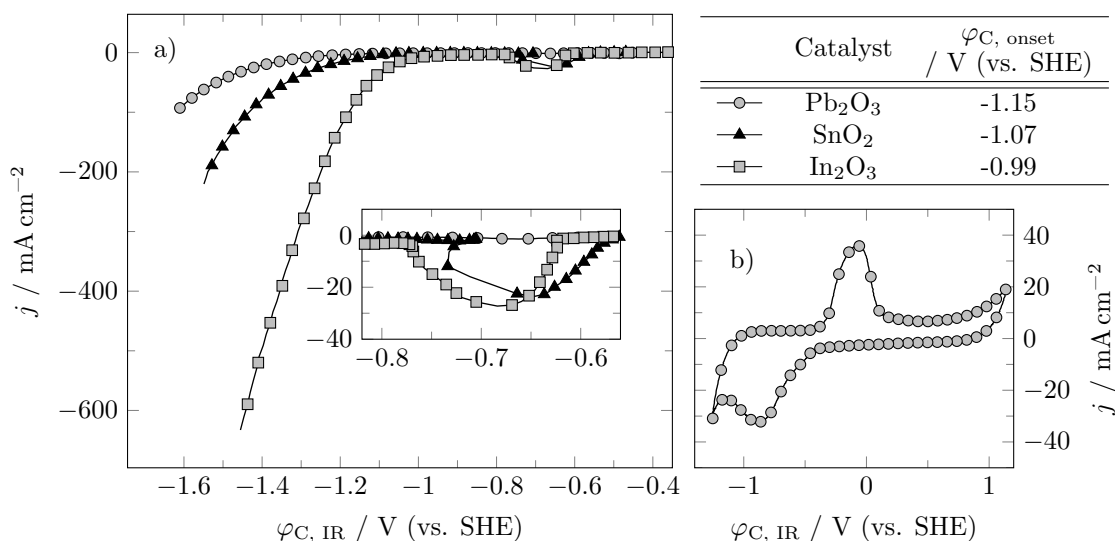 a)
0
−200
−400
−600
j / mA cm−2
−1.6 −1.4 −1.2 −1 −0.8 −0.6 −0.4
φC, IR / V (vs. SHE)
0
−20
−40
−0.8 −0.7 −0.6
Catalyst φC, onset
/ V (vs. SHE)
Pb2O3 -1.15
SnO2 -1.07
In2O3 -0.99
b)
40
20
0
−20
−40
j / mA cm−2
−1 0 1
φC, IR / V (vs. SHE)